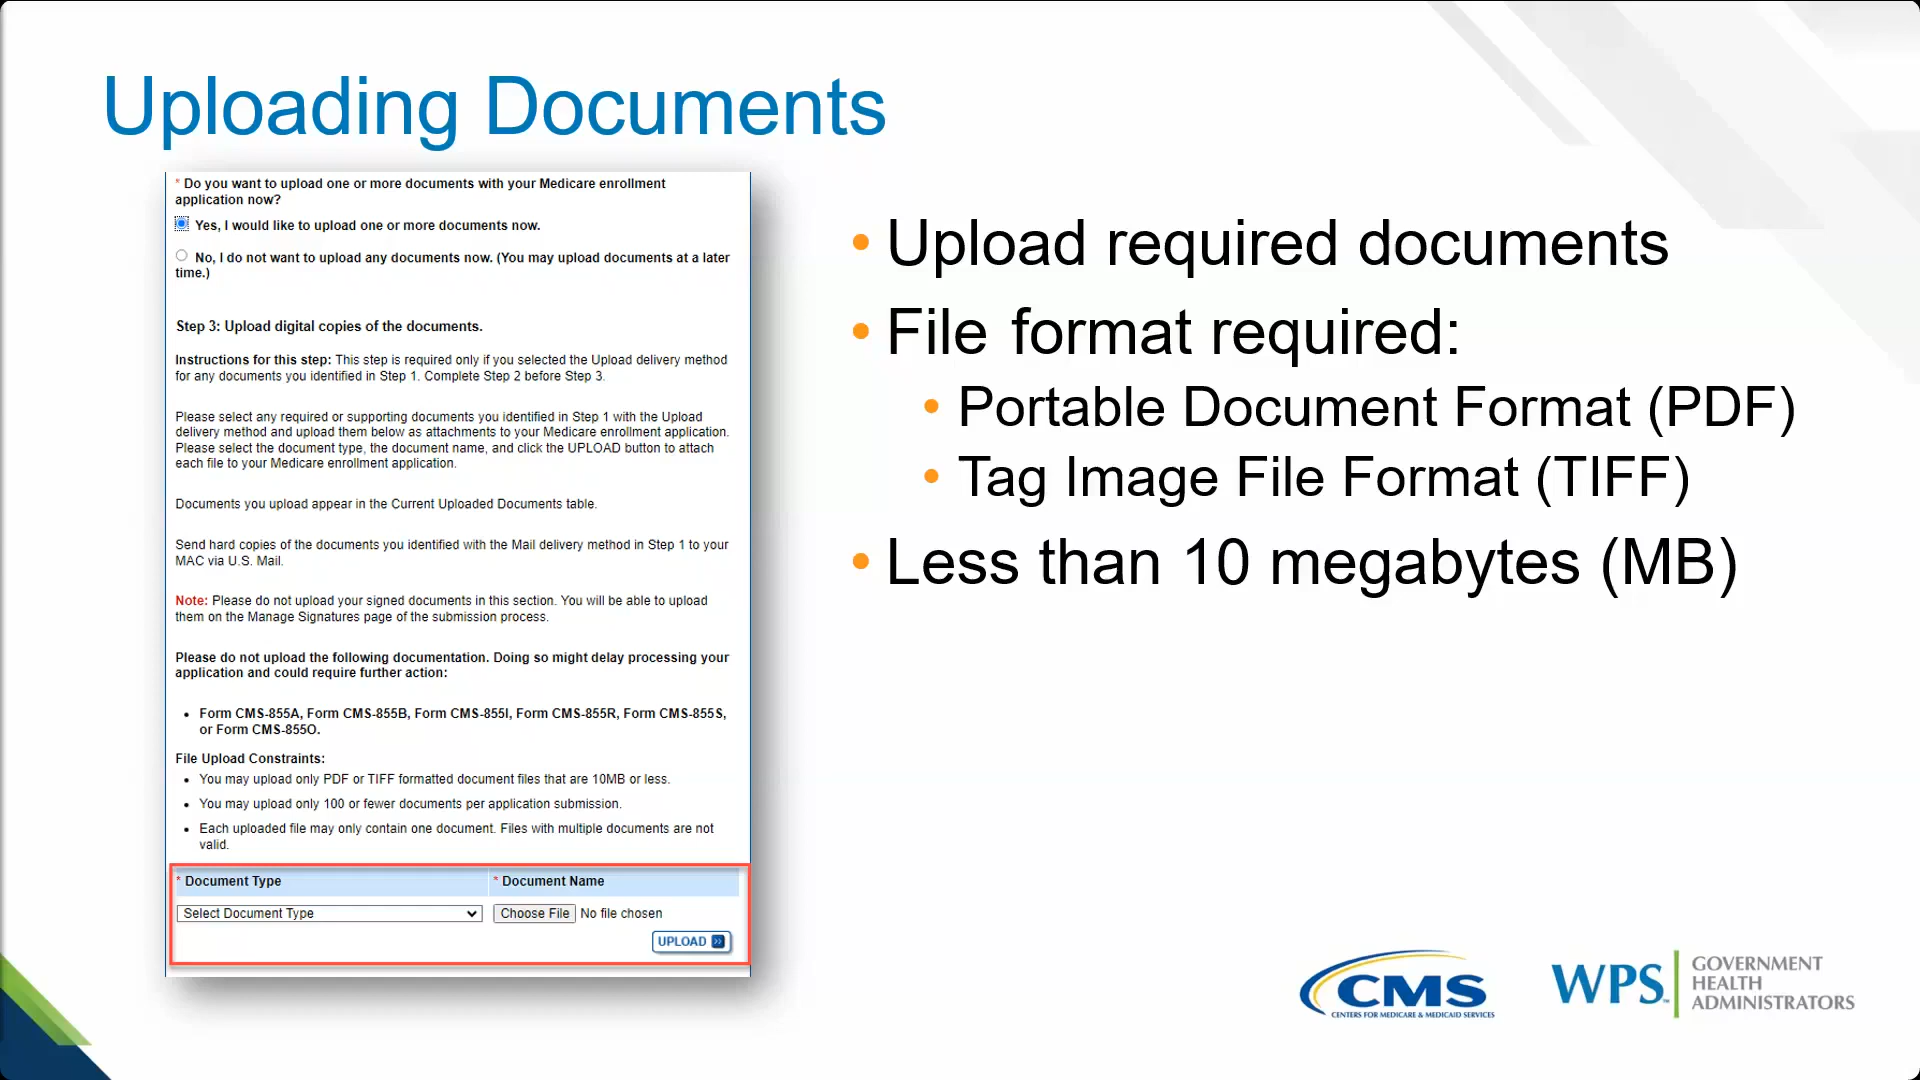 Uploading Documents
* Do you want to upload one or more documents with your Medicare enrollment
application now?
Yes, I would like to upload one or more documents now.
No, I do not want to upload any documents now. (You may upload documents at a later
time.)
Step 3: Upload digital copies of the documents.
Instructions for this step: This step is required only if you selected the Upload delivery method
for any documents you identified in Step 1. Complete Step 2 before Step 3.
Please select any required or supporting documents you identified in Step 1 with the Upload
delivery method and upload them below as attachments to your Medicare enrollment application.
Please select the document type, the document name, and click the UPLOAD button to attach
each file to your Medicare enrollment application.
Documents you upload appear in the Current Uploaded Documents table.
Send hard copies of the documents you identified with the Mail delivery method in Step 1 to your
MAC via U.S. Mail.
Note: Please do not upload your signed documents in this section. You will be able to upload
them on the Manage Signatures page of the submission process.
Please do not upload the following documentation. Doing so might delay processing your
application and could require further action:
• Form CMS-855A, Form CMS-855B, Form CMS-855I, Form CMS-855R, Form CMS-855S,
or Form CMS-855O.
File Upload Constraints:
• You may upload only PDF or TIFF formatted document files that are 10MB or less.
• You may upload only 100 or fewer documents per application submission.
• Each uploaded file may only contain one document. Files with multiple documents are not
valid.
* Document Type * Document Name
Select Document Type Choose File No file chosen
UPLOAD
• Upload required documents
• File format required:
• Portable Document Format (PDF)
• Tag Image File Format (TIFF)
• Less than 10 megabytes (MB)
CMS
CENTERS FOR MEDICARE & MEDICAID SERVICES
WPS
GOVERNMENT
HEALTH
ADMINISTRATORS